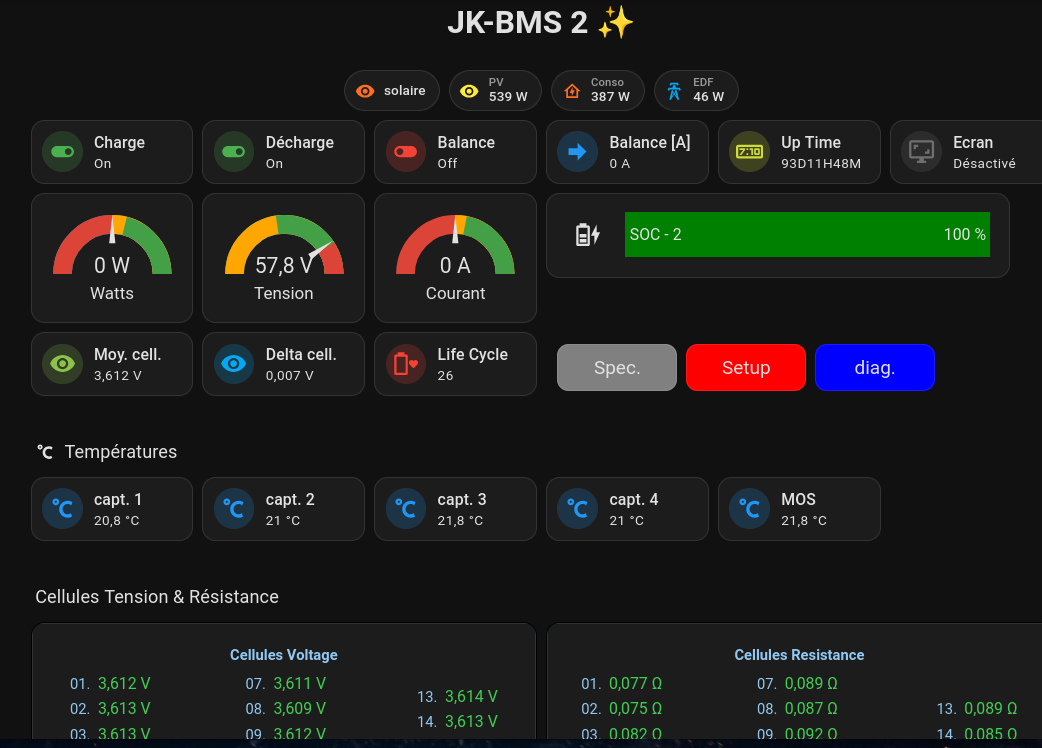 JK-BMS 2 ✨
solaire
PV
539 W
Conso
387 W
EDF
46 W
Charge
On
Décharge
On
Balance
Off
Balance [A]
0 A
7:10
Up Time
93D11H48M
Ecran
Désactivé
0 W
Watts
57,8 V
Tension
0 A
Courant
SOC - 2 100 %
Moy. cell.
3,612 V
Delta cell.
0,007 V
Life Cycle
26
Spec.
Setup
diag.
°C Températures
°C
capt. 1
20,8 °C
°C
capt. 2
21 °C
°C
capt. 3
21,8 °C
°C
capt. 4
21 °C
°C
MOS
21,8 °C
Cellules Tension & Résistance
Cellules Voltage
01. 3,612 V
02. 3,613 V
03. 3,613 V
07. 3,611 V
08. 3,609 V
09. 3,612 V
13. 3,614 V
14. 3,613 V
Cellules Resistance
01. 0,077 Ω
02. 0,075 Ω
03. 0,082 Ω
07. 0,089 Ω
08. 0,087 Ω
09. 0,092 Ω
13. 0,089 Ω
14. 0,085 Ω